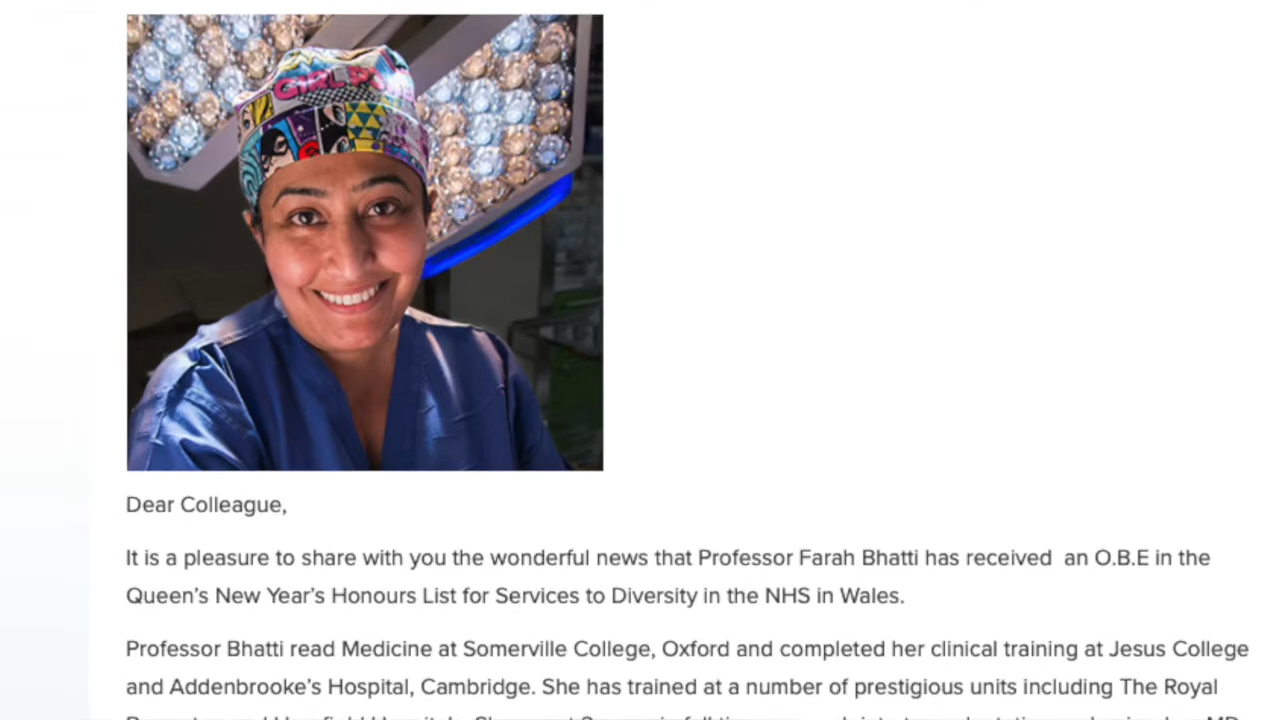 GIRL
Dear Colleague,
It is a pleasure to share with you the wonderful news that Professor Farah Bhatti has received an O.B.E in the
Queen’s New Year’s Honours List for Services to Diversity in the NHS in Wales.
Professor Bhatti read Medicine at Somerville College, Oxford and completed her clinical training at Jesus College
and Addenbrooke’s Hospital, Cambridge. She has trained at a number of prestigious units including The Royal